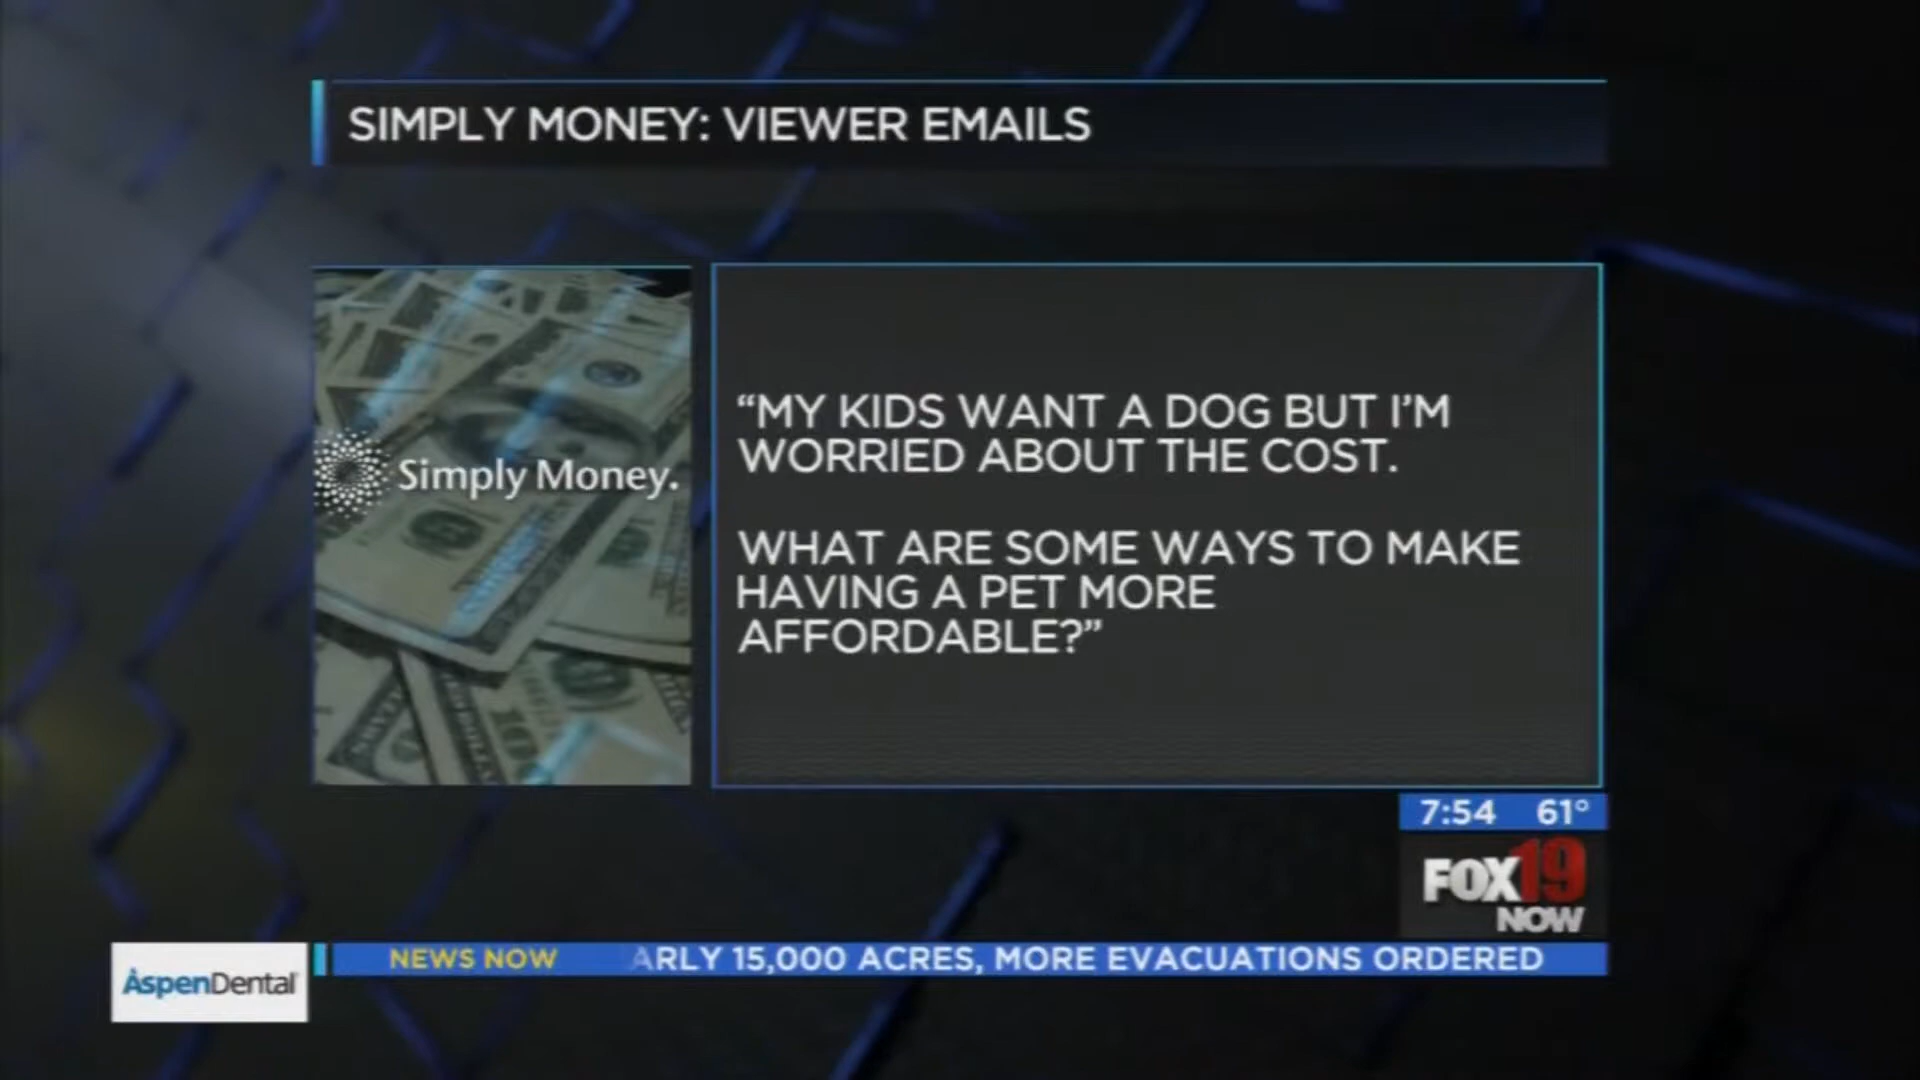 SIMPLY MONEY: VIEWER EMAILS
Simply Money.
“MY KIDS WANT A DOG BUT I’M
WORRIED ABOUT THE COST.
WHAT ARE SOME WAYS TO MAKE
HAVING A PET MORE
AFFORDABLE?”
7:54 61°
FOX19
NOW
NEWS NOW ARLY 15,000 ACRES, MORE EVACUATIONS ORDERED
AspenDental